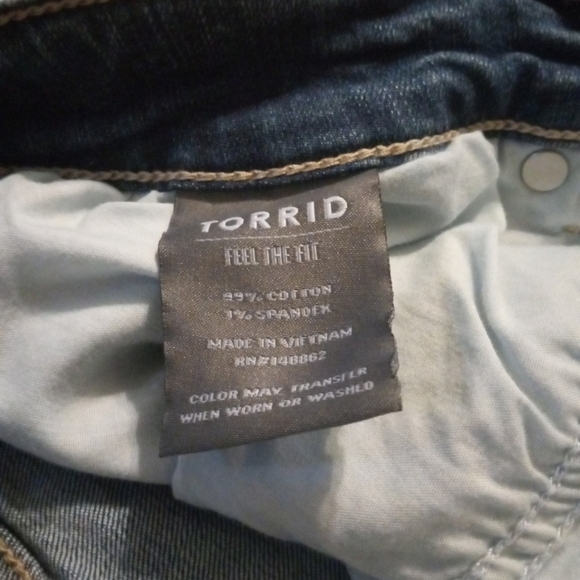 TORRID
FEEL THE FIT
99% COTTON
1% SPANDEX
MADE IN VIETNAM
RN#148862
COLOR MAY TRANSFER
WHEN WORN OR WASHED